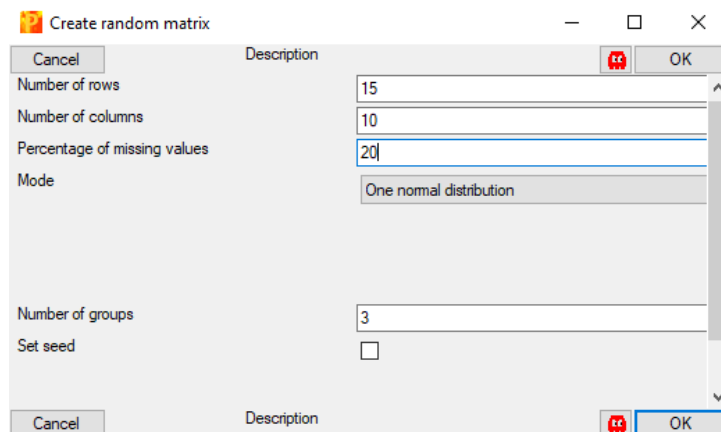 Create random matrix
Cancel Description OK
Number of rows 15
Number of columns 10
Percentage of missing values 20
Mode One normal distribution
Number of groups 3
Set seed
Cancel Description OK